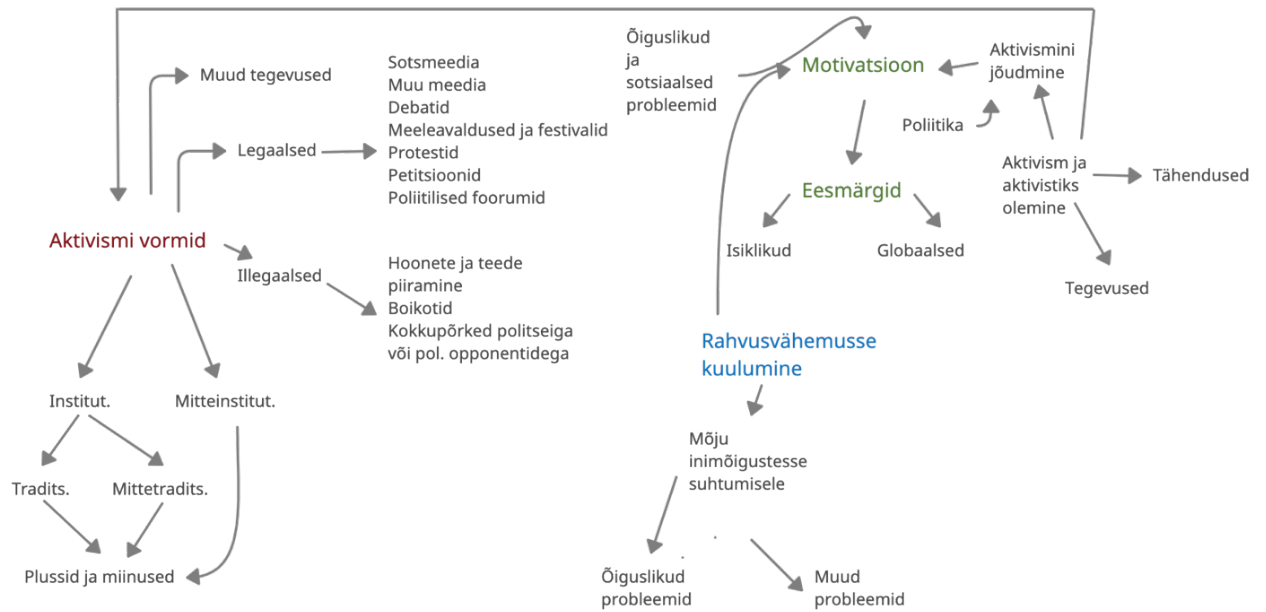 Muud tegevused
Legaalsed
Sotsmeedia
Muu meedia
Debatid
Meeleavaldused ja festivalid
Protestid
Petitsioonid
Poliitilised foorumid
Aktivismi vormid
Illegaalsed
Hoonete ja teede
piiramine
Boikotid
Kokkupõrked politseiga
või pol. opponentidega
Institut.
Mitteinstitut.
Tradits.
Mittetradits.
Plussid ja miinused
Õiguslikud
ja
sotsiaalsed
probleemid
Motivatsioon
Aktivismini
jõudmine
Poliitika
Aktivism ja
aktivistiks
olemine
Tähendused
Tegevused
Eesmärgid
Isiklikud
Globaalsed
Rahvusvähemusse
kuulumine
Mõju
inimõigustesse
suhtumisele
Õiguslikud
probleemid
Muud
probleemid